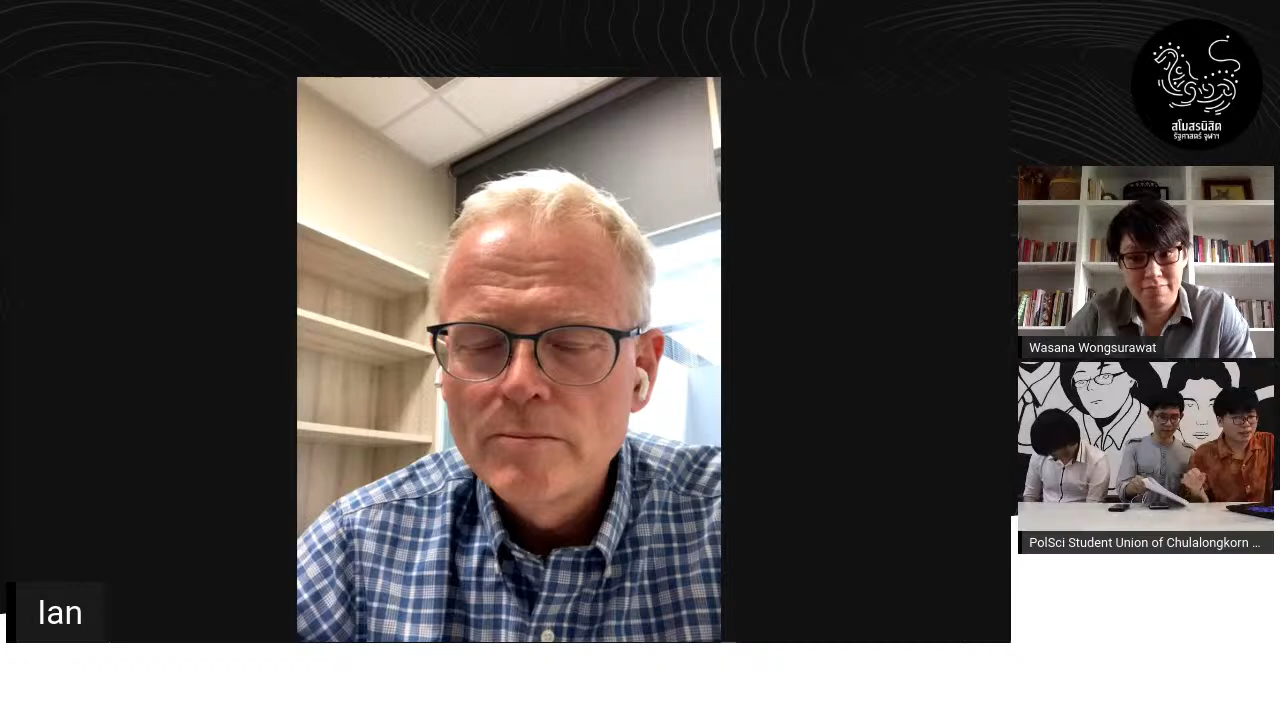 สโมสรนิสิต
รัฐศาสตร์ จุฬาฯ
Wasana Wongsurawat
PolSci Student Union of Chulalongkorn ...
Ian